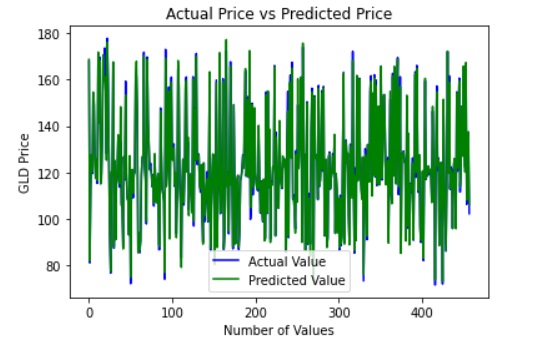 Actual Price vs Predicted Price
180
160
140
120
100
80
GLD Price
Actual Value
Predicted Value
0
100
200
300
400
Number of Values